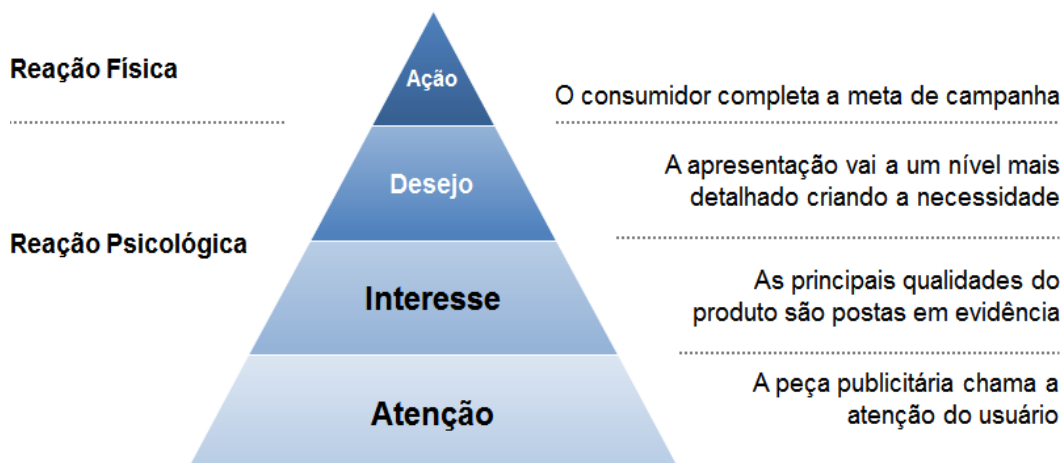 Reação Física
Ação
O consumidor completa a meta de campanha
Desejo
A apresentação vai a um nível mais
detalhado criando a necessidade
Reação Psicológica
Interesse
As principais qualidades do
produto são postas em evidência
Atenção
A peça publicitária chama a
atenção do usuário